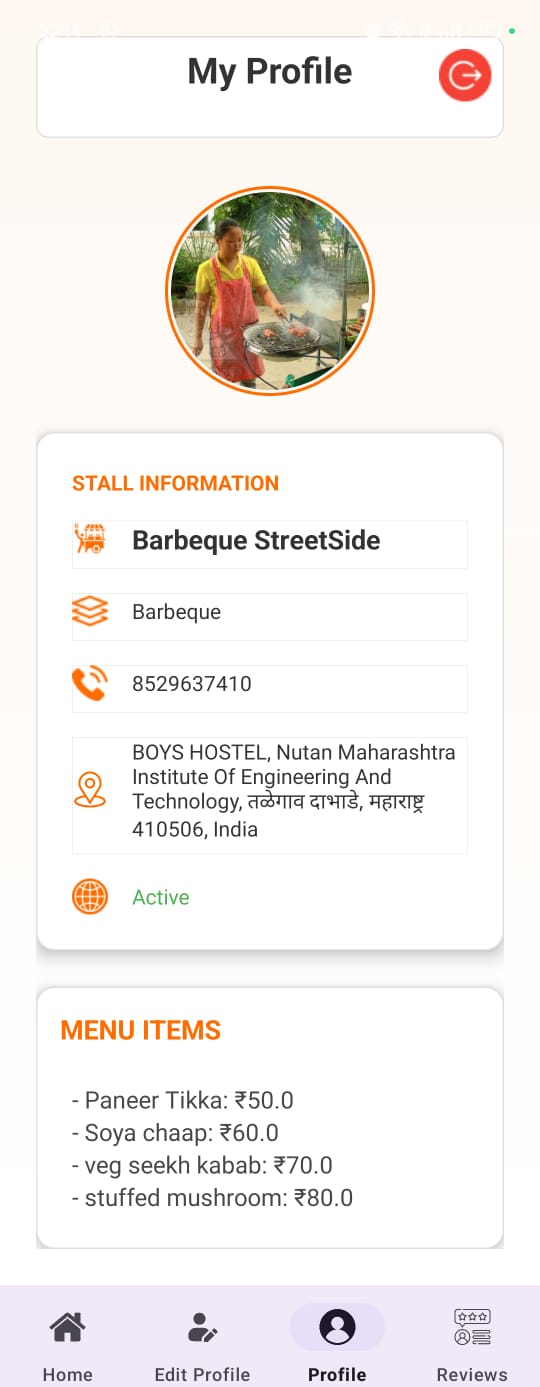 22:14
My Profile
STALL INFORMATION
Barbeque StreetSide
Barbeque
8529637410
BOYS HOSTEL, Nutan Maharashtra
Institute Of Engineering And
Technology, तळेगाव दाभाडे, महाराष्ट्र
410506, India
Active
MENU ITEMS
- Paneer Tikka: ₹50.0
- Soya chaap: ₹60.0
- veg seekh kabab: ₹70.0
- stuffed mushroom: ₹80.0
Home Edit Profile Profile Reviews